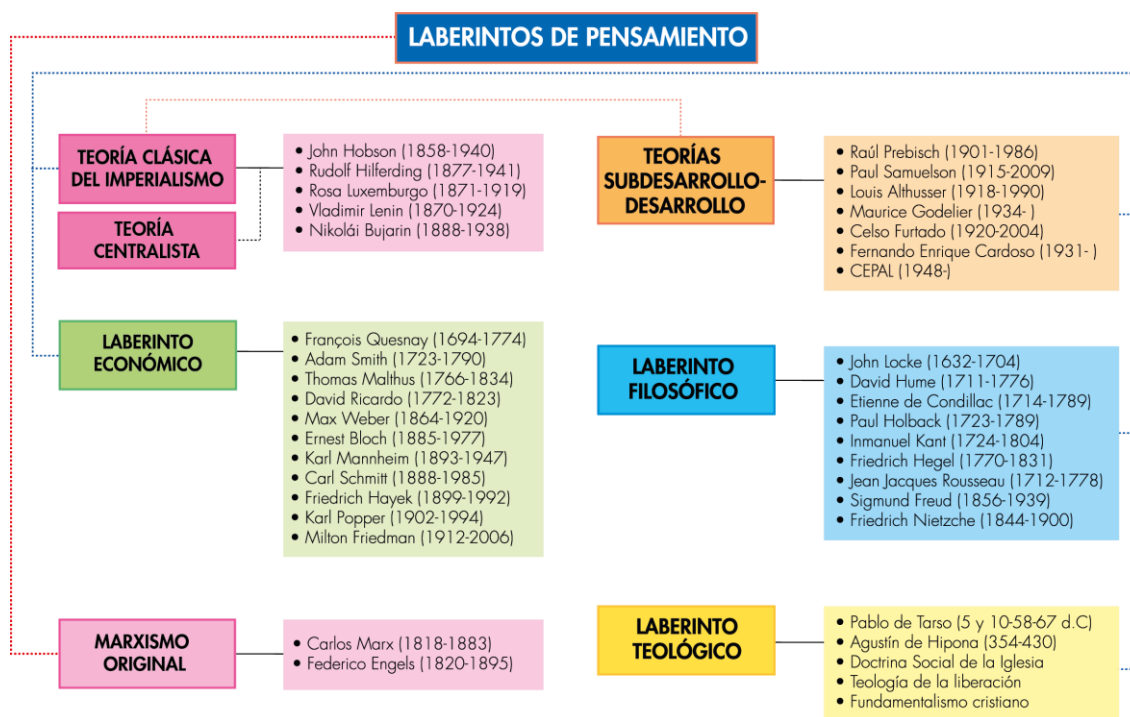 LABERINTOS DE PENSAMIENTO
TEORÍA CLÁSICA
DEL IMPERIALISMO
TEORÍA
CENTRALISTA
• John Hobson (1858-1940)
• Rudolf Hilferding (1877-1941)
• Rosa Luxemburgo (1871-1919)
• Vladimir Lenin (1870-1924)
• Nikolái Bujarin (1888-1938)
TEORÍAS
SUBDESARROLLO-
DESARROLLO
• Raúl Prebisch (1901-1986)
• Paul Samuelson (1915-2009)
• Louis Althusser (1918-1990)
• Maurice Godelier (1934- )
• Celso Furtado (1920-2004)
• Fernando Enrique Cardoso (1931- )
• CEPAL (1948-)
LABERINTO
ECONÓMICO
• François Quesnay (1694-1774)
• Adam Smith (1723-1790)
• Thomas Malthus (1766-1834)
• David Ricardo (1772-1823)
• Max Weber (1864-1920)
• Ernest Bloch (1885-1977)
• Karl Mannheim (1893-1947)
• Carl Schmitt (1888-1985)
• Friedrich Hayek (1899-1992)
• Karl Popper (1902-1994)
• Milton Friedman (1912-2006)
LABERINTO
FILOSÓFICO
• John Locke (1632-1704)
• David Hume (1711-1776)
• Etienne de Condillac (1714-1789)
• Paul Holback (1723-1789)
• Inmanuel Kant (1724-1804)
• Friedrich Hegel (1770-1831)
• Jean Jacques Rousseau (1712-1778)
• Sigmund Freud (1856-1939)
• Friedrich Nietzche (1844-1900)
MARXISMO
ORIGINAL
• Carlos Marx (1818-1883)
• Federico Engels (1820-1895)
LABERINTO
TEOLÓGICO
• Pablo de Tarso (5 y 10-58-67 d.C)
• Agustín de Hipona (354-430)
• Doctrina Social de la Iglesia
• Teología de la liberación
• Fundamentalismo cristiano